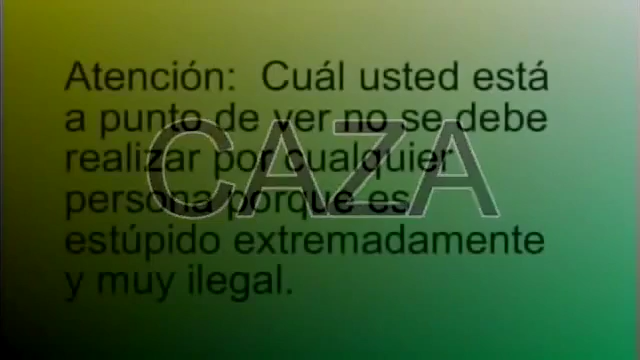 Atención:  Cuál usted está
a punto de ver no se debe
realizar por cualquier
persona porque es
estúpido extremadamente
y muy ilegal.
CAZA